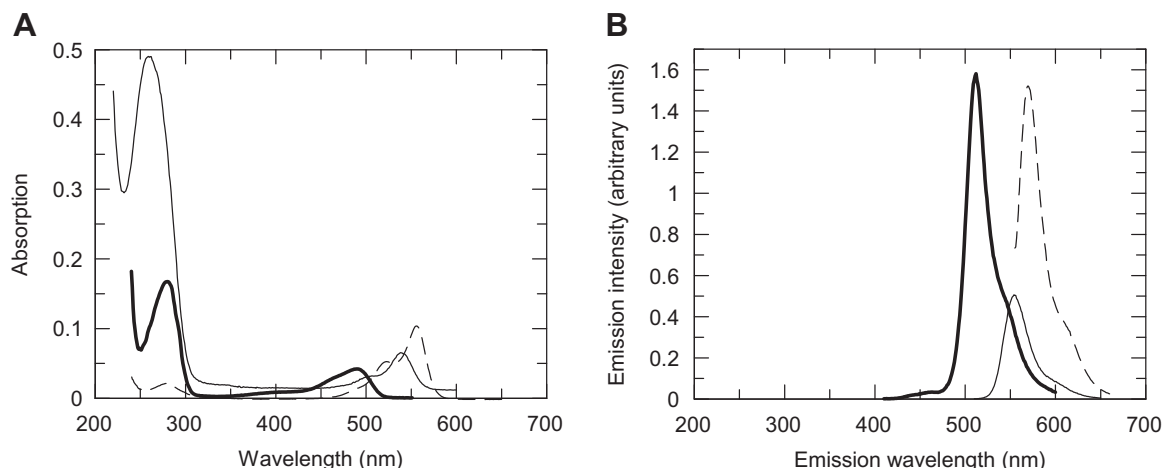 A
0.5
0.4
0.3
0.2
0.1
0
Absorption
200 300 400 500 600 700
Wavelength (nm)
B
1.6
1.4
1.2
1
0.8
0.6
0.4
0.2
0
Emission intensity (arbitrary units)
200 300 400 500 600 700
Emission wavelength (nm)